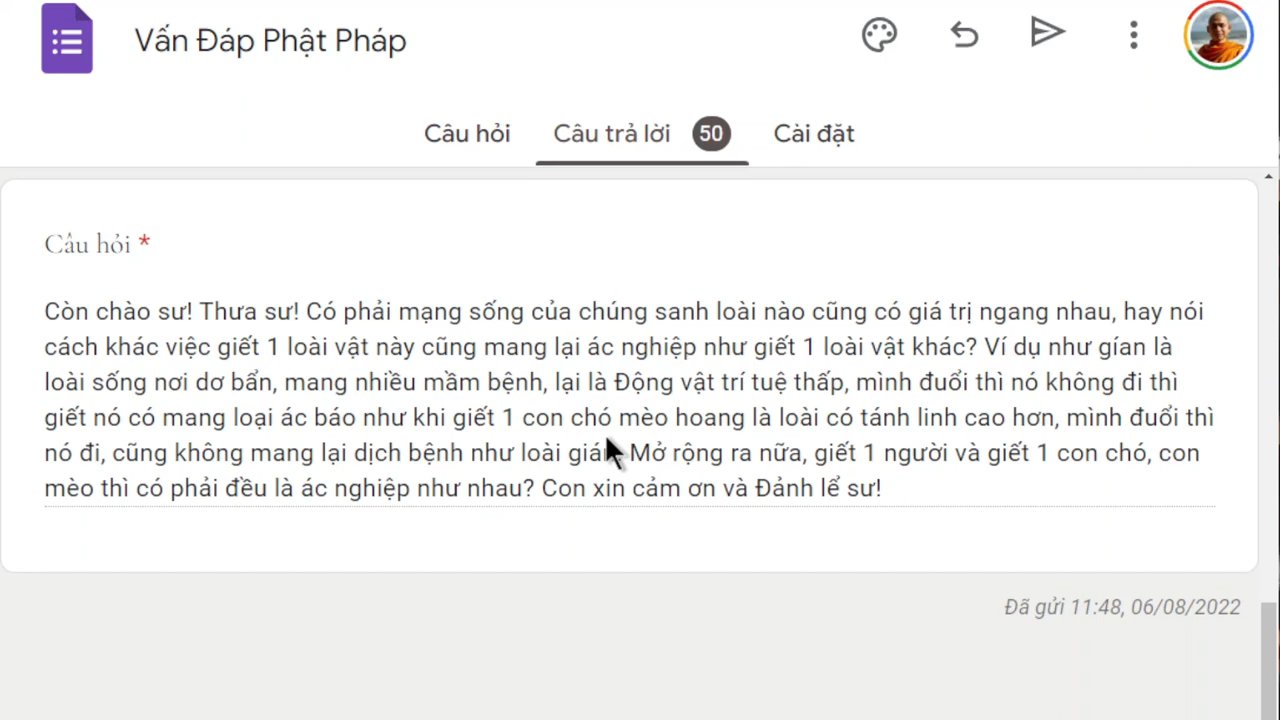 Vấn Đáp Phật Pháp
Câu hỏi
Câu trả lời 50
Cài đặt
Câu hỏi *
Còn chào sư! Thưa sư! Có phải mạng sống của chúng sanh loài nào cũng có giá trị ngang nhau, hay nói
cách khác việc giết 1 loài vật này cũng mang lại ác nghiệp như giết 1 loài vật khác? Ví dụ như gían là
loài sống nơi dơ bẩn, mang nhiều mầm bệnh, lại là Động vật trí tuệ thấp, mình đuổi thì nó không đi thì
giết nó có mang loại ác báo như khi giết 1 con chó mèo hoang là loài có tánh linh cao hơn, mình đuổi thì
nó đi, cũng không mang lại dịch bệnh như loài Mở rộng ra nữa, giết 1 người và giết 1 con chó, con
mèo thì có phải đều là ác nghiệp như nhau? Con xin cảm ơn và Đảnh lể sư!
Đã gửi 11:48, 06/08/2022